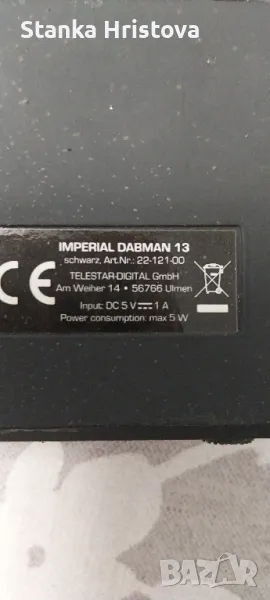 Stanka Hristova
IMPERIAL DABMAN 13
schwarz, Art.Nr.: 22-121-00
TELESTAR-DIGITAL GmbH
Am Weiher 14 • 56766 Ulmen
Input: DC 5 V ⎓ 1 A
Power consumption: max 5 W
CE
BAZAR